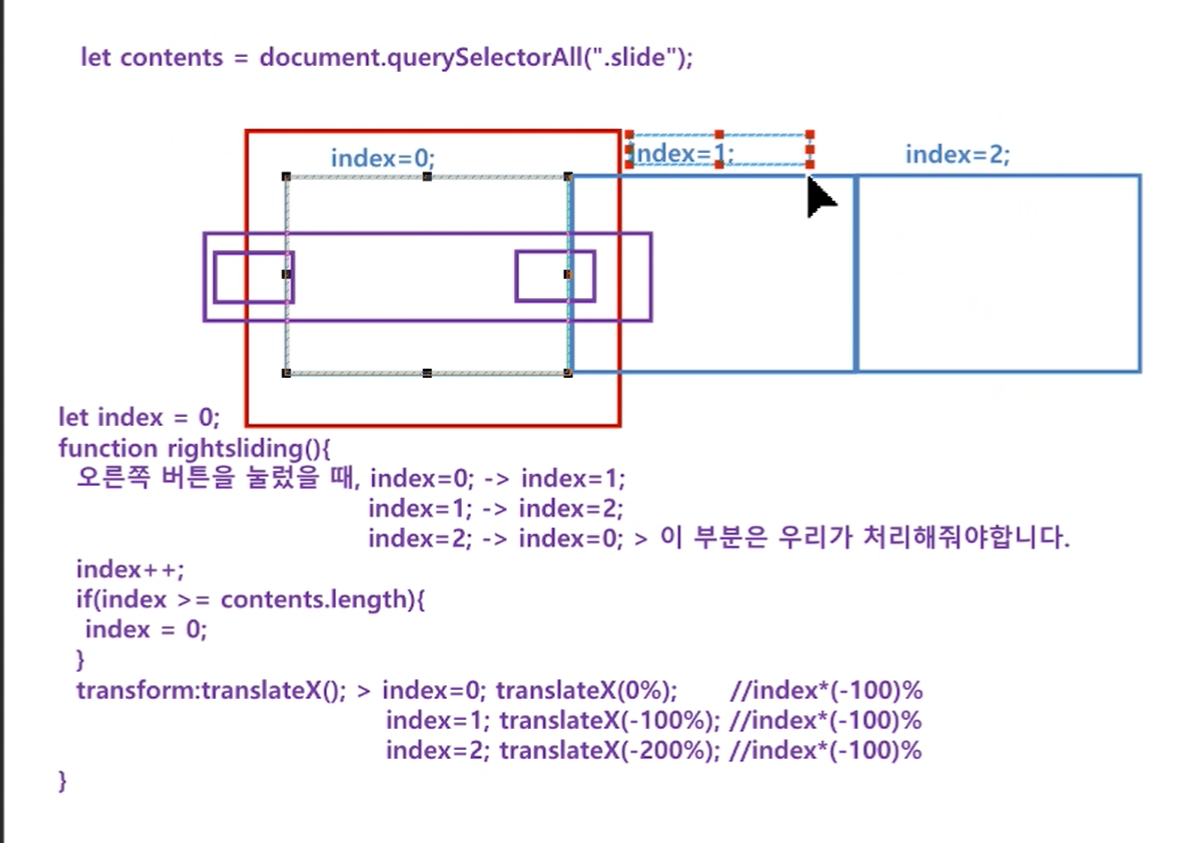 let contents = document.querySelectorAll(".slide");
index=0;
index=1;
index=2;
let index = 0;
function rightsliding(){
오른쪽 버튼을 눌렀을 때, index=0; -> index=1;
index=1; -> index=2;
index=2; -> index=0; > 이 부분은 우리가 처리해줘야합니다.
index++;
if(index >= contents.length){
index = 0;
}
transform:translateX(); > index=0; translateX(0%); //index*(-100)%
index=1; translateX(-100%); //index*(-100)%
index=2; translateX(-200%); //index*(-100)%
}